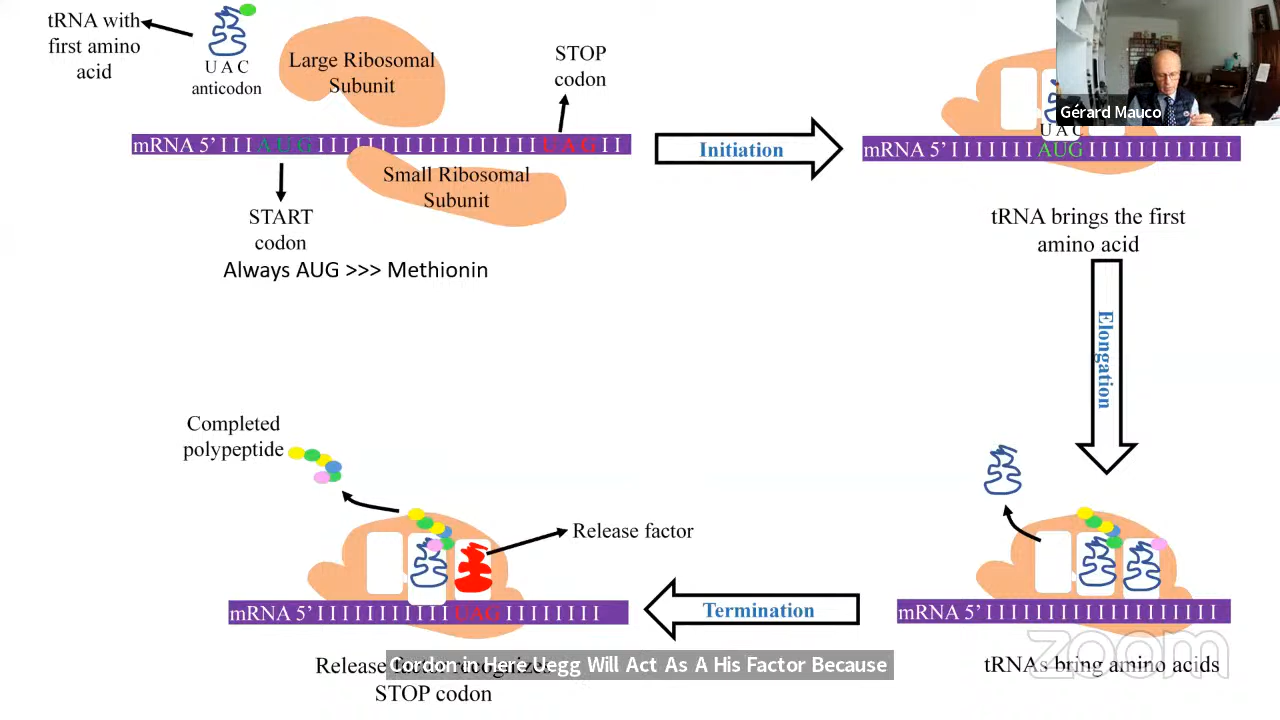 tRNA with
first amino
acid
U A C
anticodon
Large Ribosomal
Subunit
STOP
codon
mRNA 5’ I I I A U G I I I I I I I I I I I I I I I I I I U A G I I
Small Ribosomal
Subunit
START
codon
Always AUG >>> Methionin
Initiation
Gérard Mauco
U A C
mRNA 5’ I I I I I I I AUG I I I I I I I I I I I I
tRNA brings the first
amino acid
Elongation
mRNA 5’ I I I I I I I I I I I I I I I I I I
tRNAs bring amino acids
zoom
Termination
Completed
polypeptide
Release factor
mRNA 5’ I I I I I I I I I I I UAG I I I I I I I I
Release factor recognizes
STOP codon
Cordon in Here Uegg Will Act As A His Factor Because